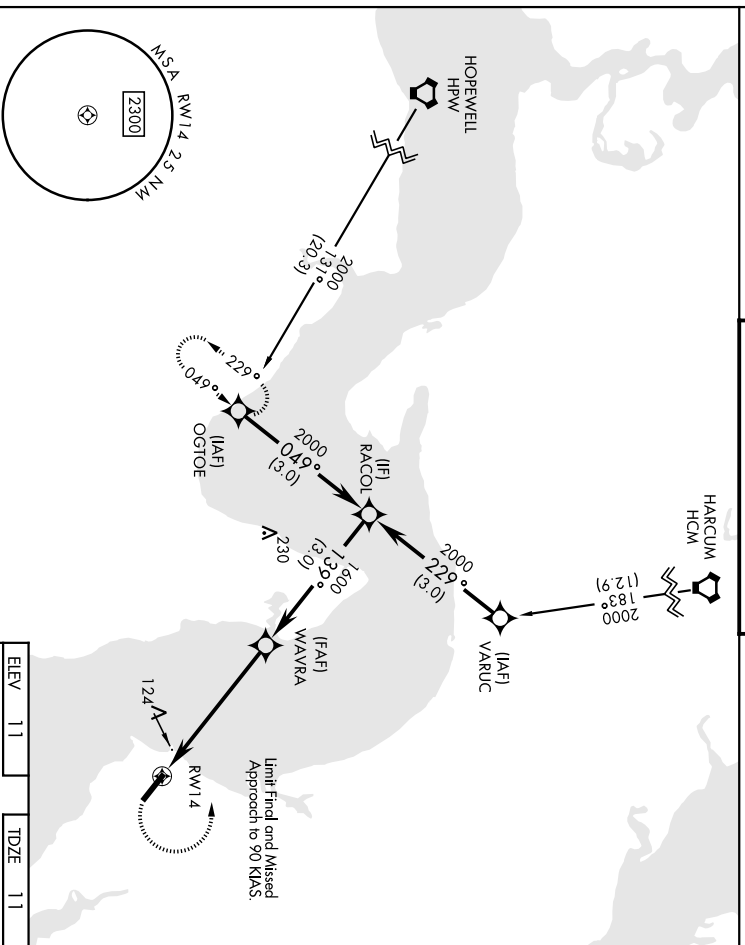 MSA RW14 25 NM
2300
HOPEWELL
HPW
2000
131°
(20.3)
HARCUM
HCM
2000
183°
(12.9)
229°
049°
(IAF)
OGTOE
2000
049°
(3.0)
(IF)
RACOL
2000
229°
(3.0)
(IAF)
VARUC
230
1600
139°
(3.0)
(FAF)
WAVRA
124
RW14
Limit Final and Missed
Approach to 90 KIAS.
ELEV 11
TDZE 11